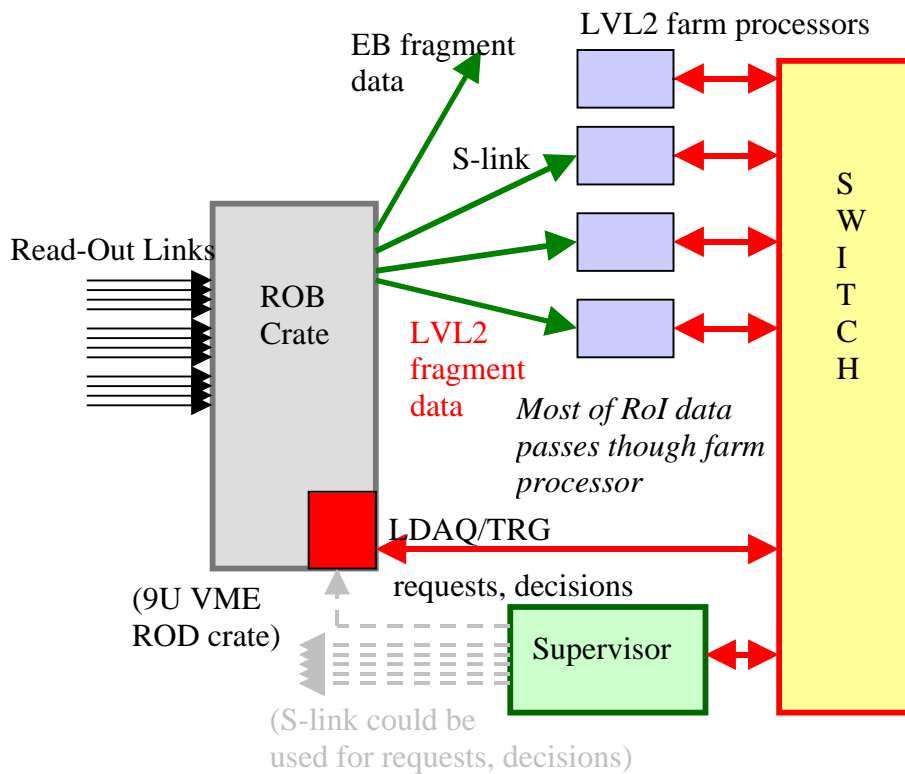 LVL2 farm processors
EB fragment
data
S-link
S
W
I
T
C
H
Read-Out Links
ROB
Crate
LVL2
fragment
data
Most of RoI data
passes though farm
processor
LDAQ/TRG
requests, decisions
(9U VME
ROD crate)
Supervisor
(S-link could be
used for requests, decisions)